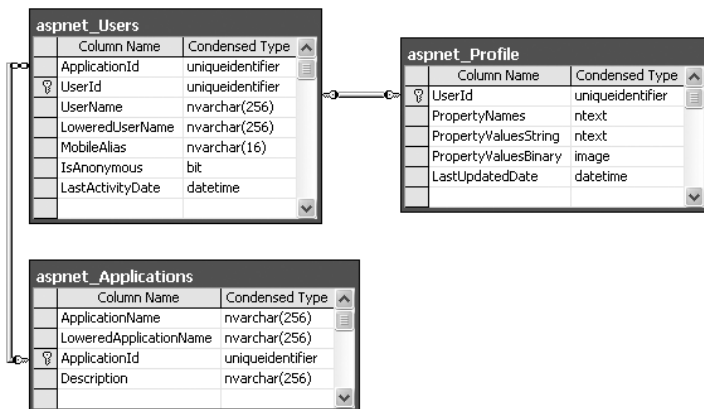 aspnet_Users
Column Name Condensed Type
ApplicationId uniqueidentifier
UserId uniqueidentifier
UserName nvarchar(256)
LoweredUserName nvarchar(256)
MobileAlias nvarchar(16)
IsAnonymous bit
LastActivityDate datetime
aspnet_Profile
Column Name Condensed Type
UserId uniqueidentifier
PropertyNames ntext
PropertyValuesString ntext
PropertyValuesBinary image
LastUpdatedDate datetime
aspnet_Applications
Column Name Condensed Type
ApplicationName nvarchar(256)
LoweredApplicationName nvarchar(256)
ApplicationId uniqueidentifier
Description nvarchar(256)